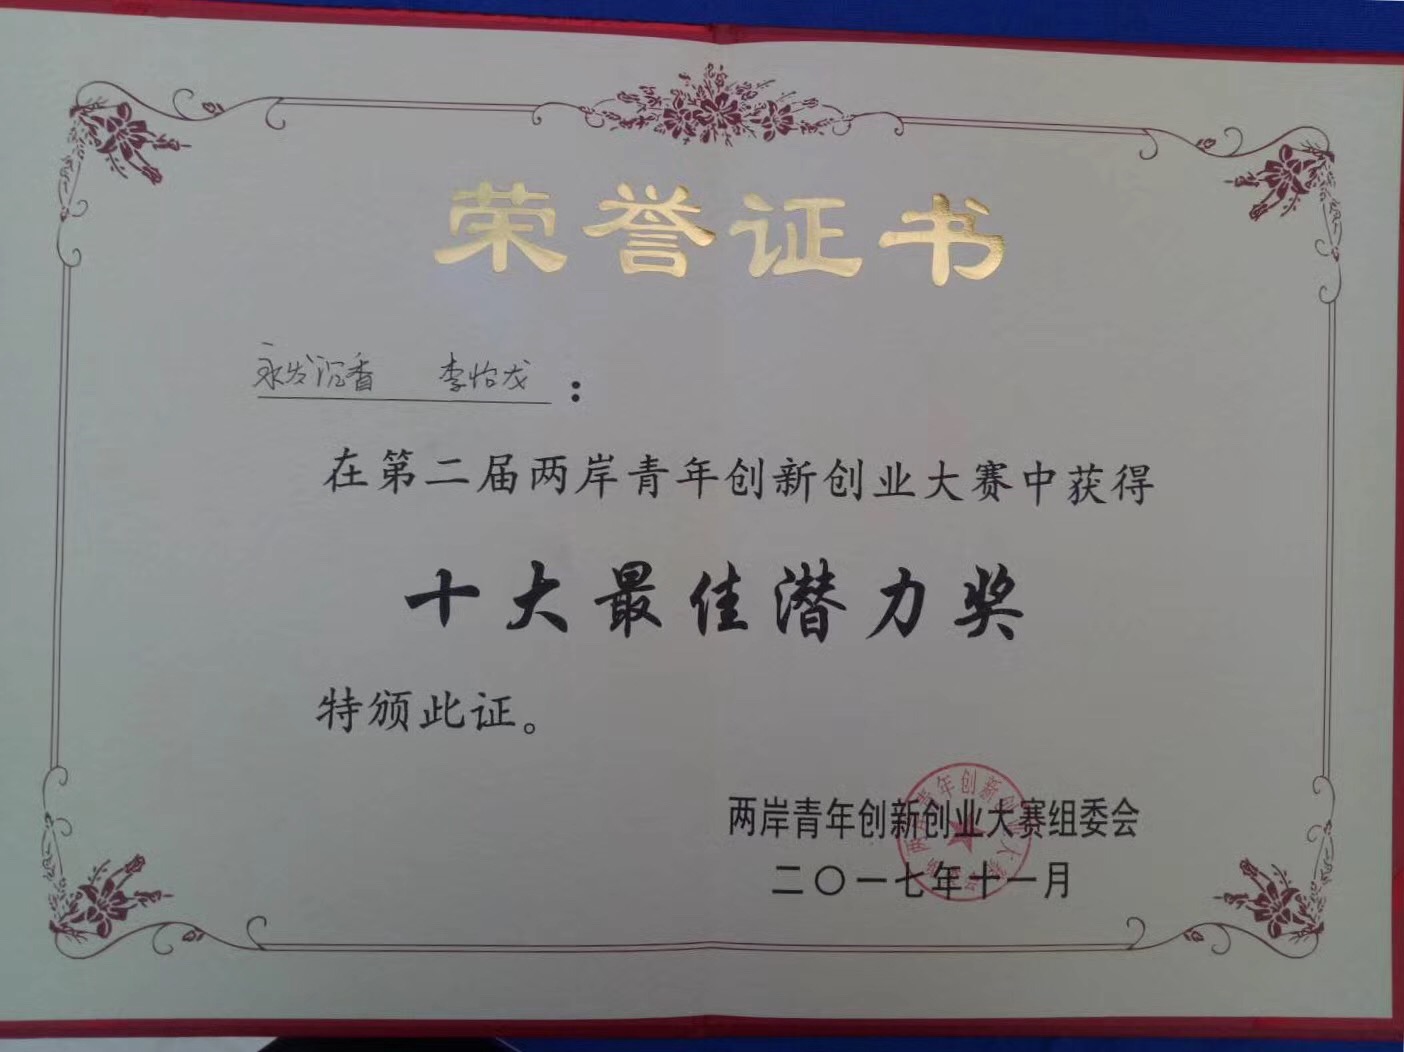 荣誉证书
永发沉香 李怡龙：
在第二届两岸青年创新创业大赛中获得
十大最佳潜力奖
特颁此证。
两岸青年创新创业大赛组委会
二〇一七年十一月